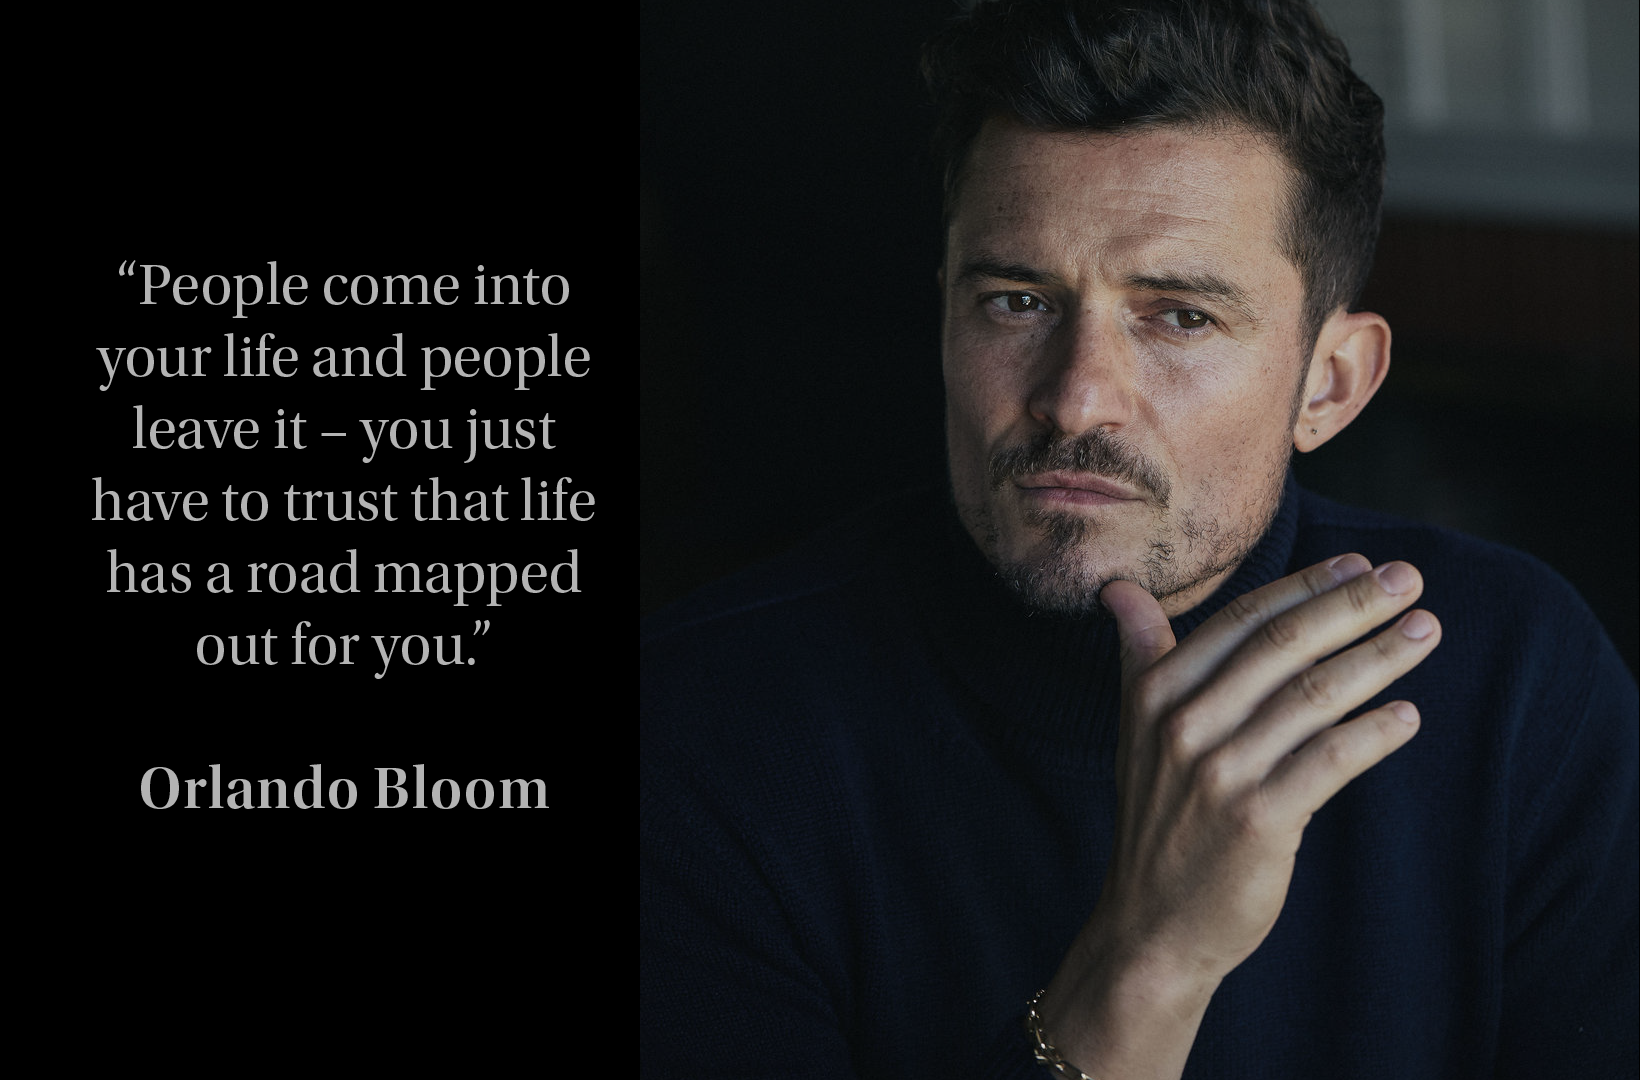 “People come into
your life and people
leave it – you just
have to trust that life
has a road mapped
out for you.”
Orlando Bloom